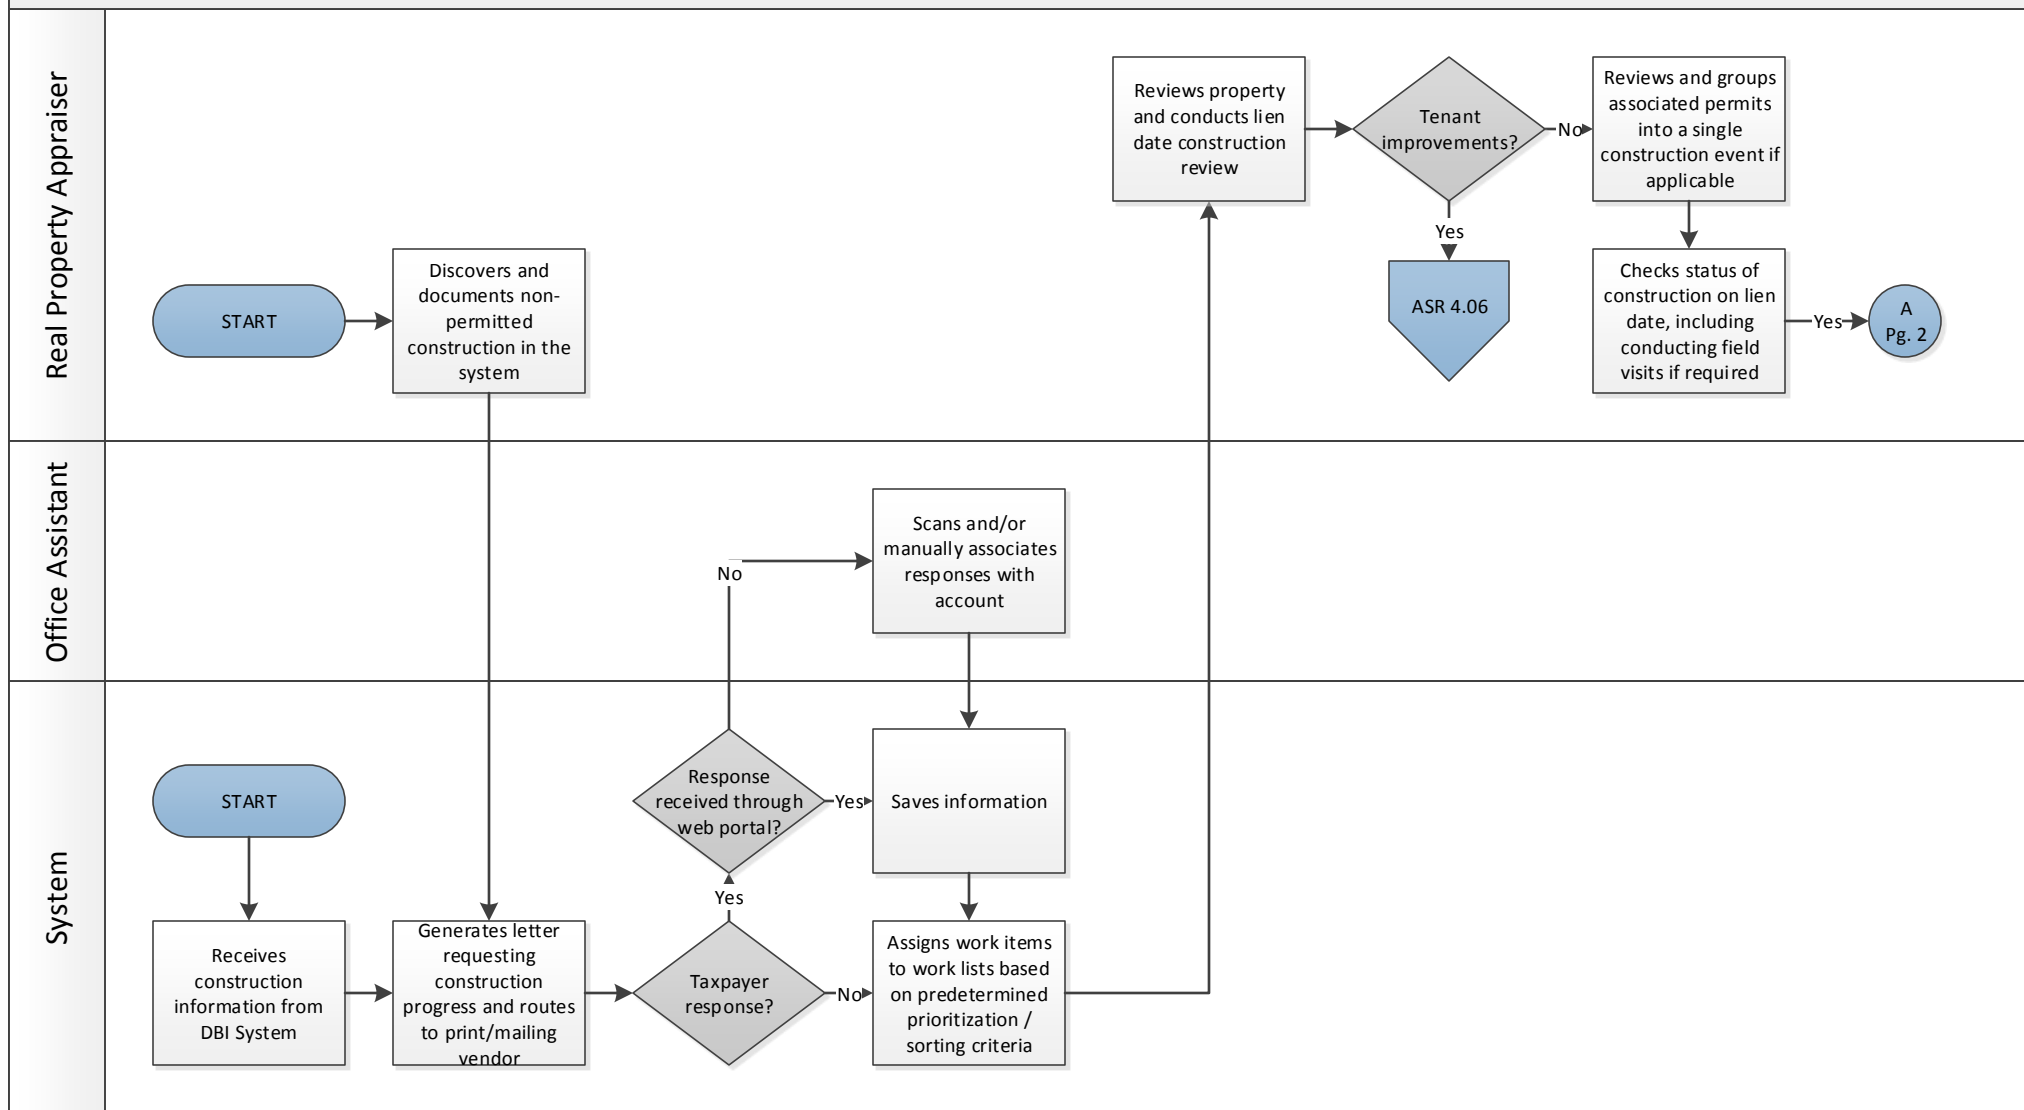 Real Property Appraiser
START
Discovers and
documents non-
permitted
construction in the
system
Reviews property
and conducts lien
date construction
review
Tenant
improvements?
No
Yes
ASR 4.06
Reviews and groups
associated permits
into a single
construction event if
applicable
Checks status of
construction on lien
date, including
conducting field
visits if required
Yes
A
Pg. 2
Office Assistant
No
Scans and/or
manually associates
responses with
account
System
START
Receives
construction
information from
DBI System
Generates letter
requesting
construction
progress and routes
to print/mailing
vendor
Taxpayer
response?
Yes
No
Response
received through
web portal?
Yes
Saves information
Assigns work items
to work lists based
on predetermined
prioritization /
sorting criteria